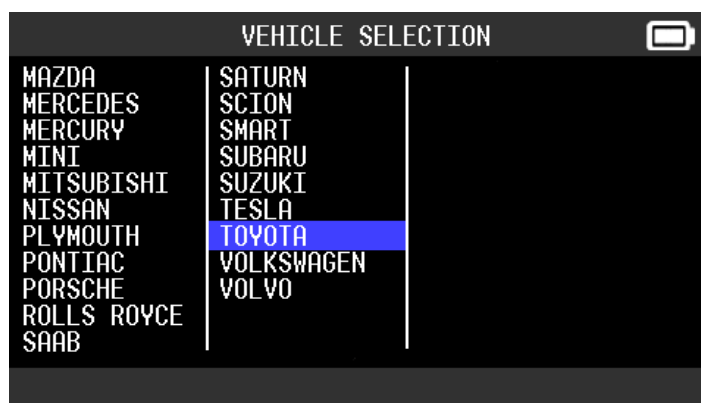 VEHICLE SELECTION
MAZDA
MERCEDES
MERCURY
MINI
MITSUBISHI
NISSAN
PLYMOUTH
PONTIAC
PORSCHE
ROLLS ROYCE
SAAB
SATURN
SCION
SMART
SUBARU
SUZUKI
TESLA
TOYOTA
VOLKSWAGEN
VOLVO